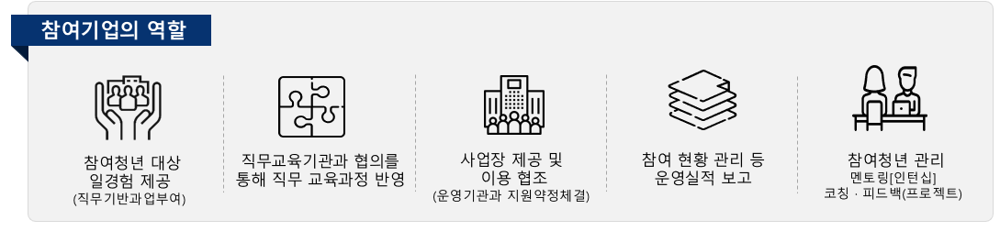 참여기업의 역할
참여청년 대상
일경험 제공
(직무기반과업부여)
직무교육기관과 협의를
통해 직무 교육과정 반영
사업장 제공 및
이용 협조
(운영기관과 지원약정체결)
참여 현황 관리 등
운영실적 보고
참여청년 관리
멘토링[인턴십]
코칭 · 피드백(프로젝트)